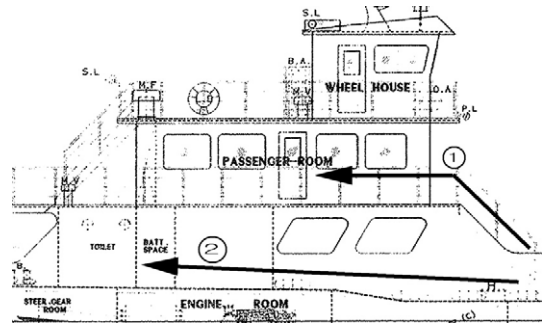 S.L
B.A
WHEEL HOUSE
S.L
M.F
M.V
O.A
P.L
PASSENGER ROOM
1
M.V
TOILET
BATT.
SPACE
2
B
H
STEER.GEAR
ROOM
ENGINE ROOM
(C)